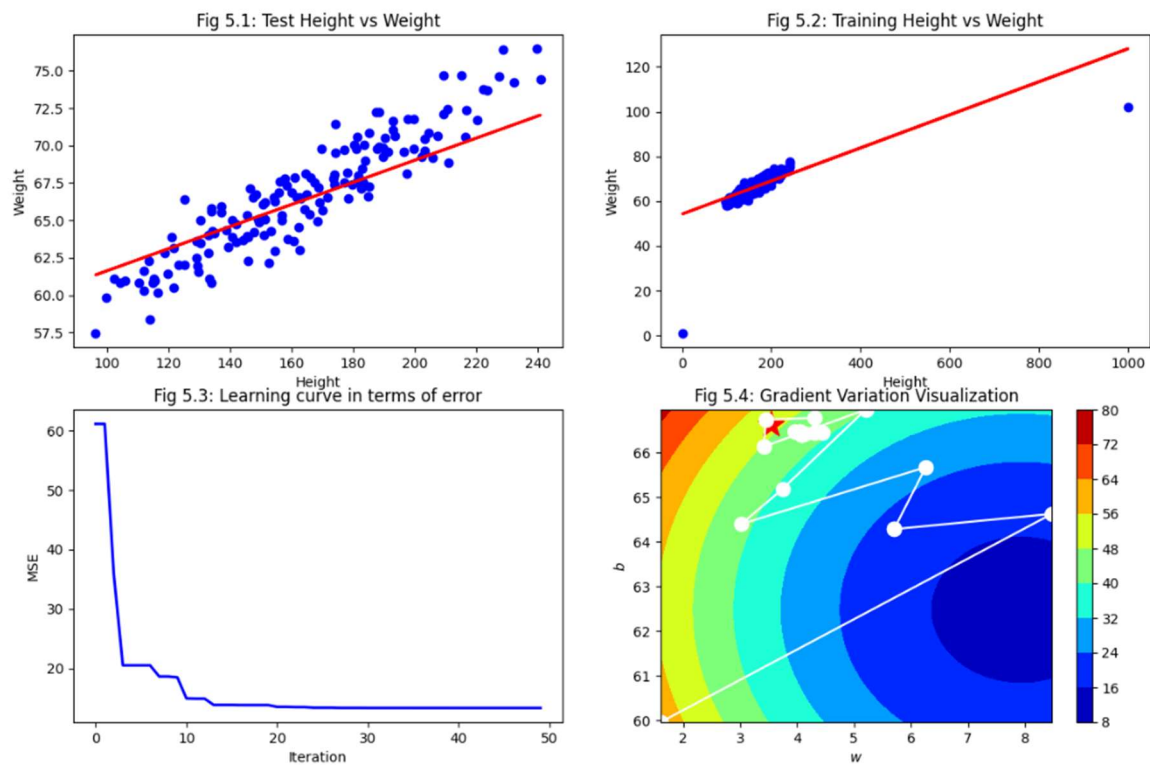 Fig 5.1: Test Height vs Weight
Weight
75.0
72.5
70.0
67.5
65.0
62.5
60.0
57.5
100 120 140 160 180 200 220 240
Height
Fig 5.2: Training Height vs Weight
Weight
120
100
80
60
40
20
0
0 200 400 600 800 1000
Height
Fig 5.3: Learning curve in terms of error
MSE
60
50
40
30
20
0 10 20 30 40 50
Iteration
Fig 5.4: Gradient Variation Visualization
b
66
65
64
63
62
61
60
2 3 4 5 6 7 8
w
80
72
64
56
48
40
32
24
16
8